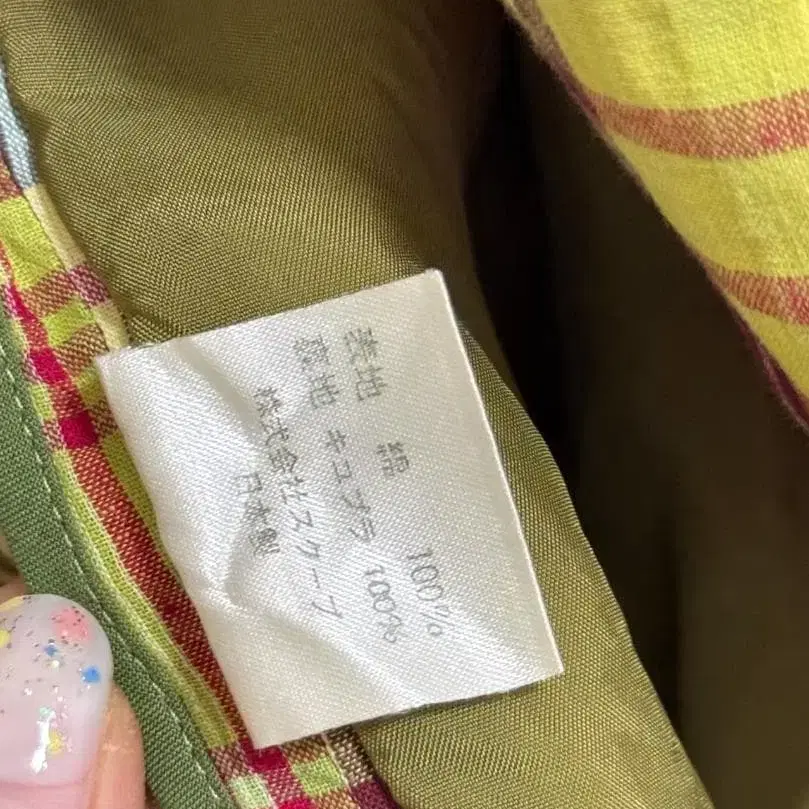 表地 綿 100%
裏地 キュプラ 100%
株式会社スクープ
日本製